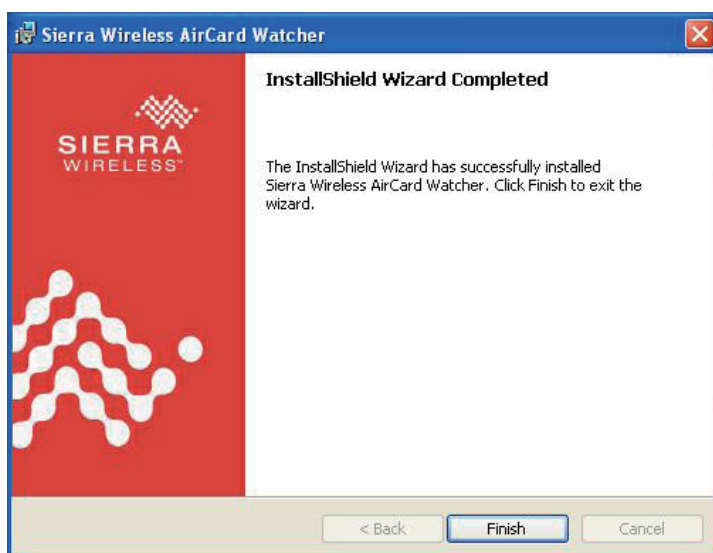 Sierra Wireless AirCard Watcher
InstallShield Wizard Completed
SIERRA
WIRELESS™
The InstallShield Wizard has successfully installed
Sierra Wireless AirCard Watcher. Click Finish to exit the
wizard.
< Back
Finish
Cancel